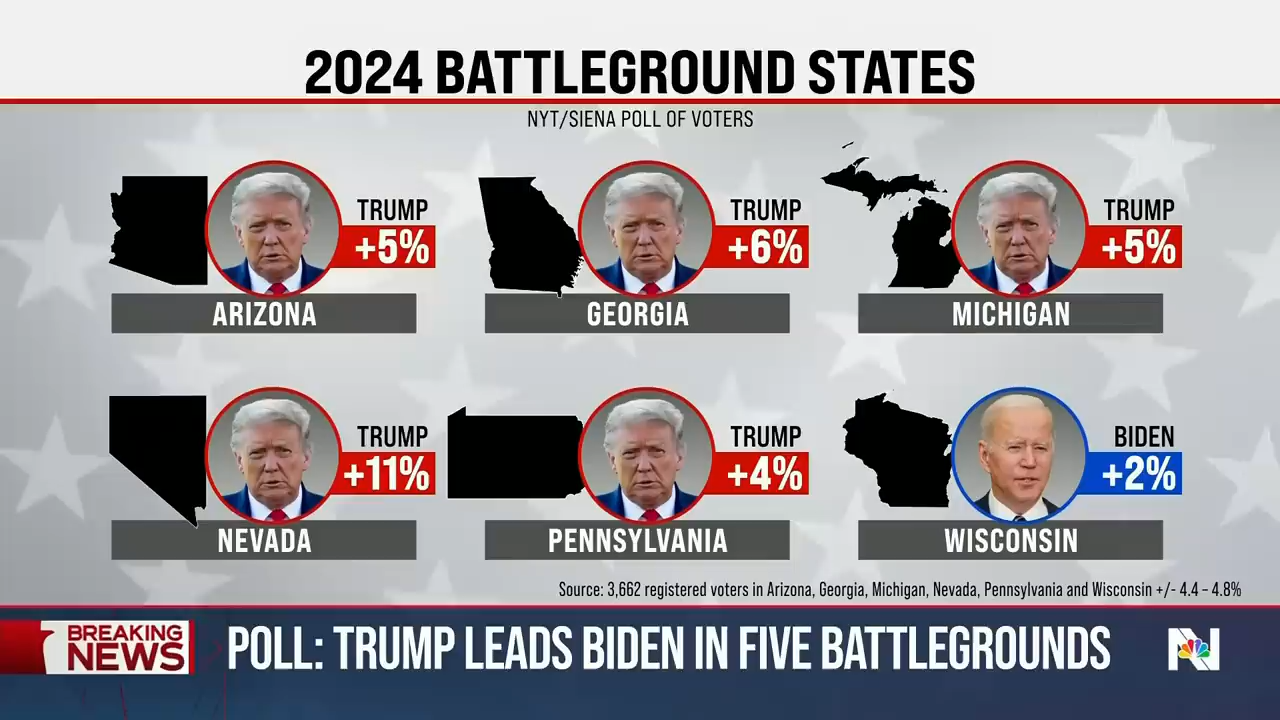 2024 BATTLEGROUND STATES
NYT/SIENA POLL OF VOTERS
TRUMP
+5%
ARIZONA
TRUMP
+6%
GEORGIA
TRUMP
+5%
MICHIGAN
TRUMP
+11%
NEVADA
TRUMP
+4%
PENNSYLVANIA
BIDEN
+2%
WISCONSIN
Source: 3,662 registered voters in Arizona, Georgia, Michigan, Nevada, Pennsylvania and Wisconsin +/- 4.4 – 4.8%
BREAKING
NEWS
POLL: TRUMP LEADS BIDEN IN FIVE BATTLEGROUNDS
N